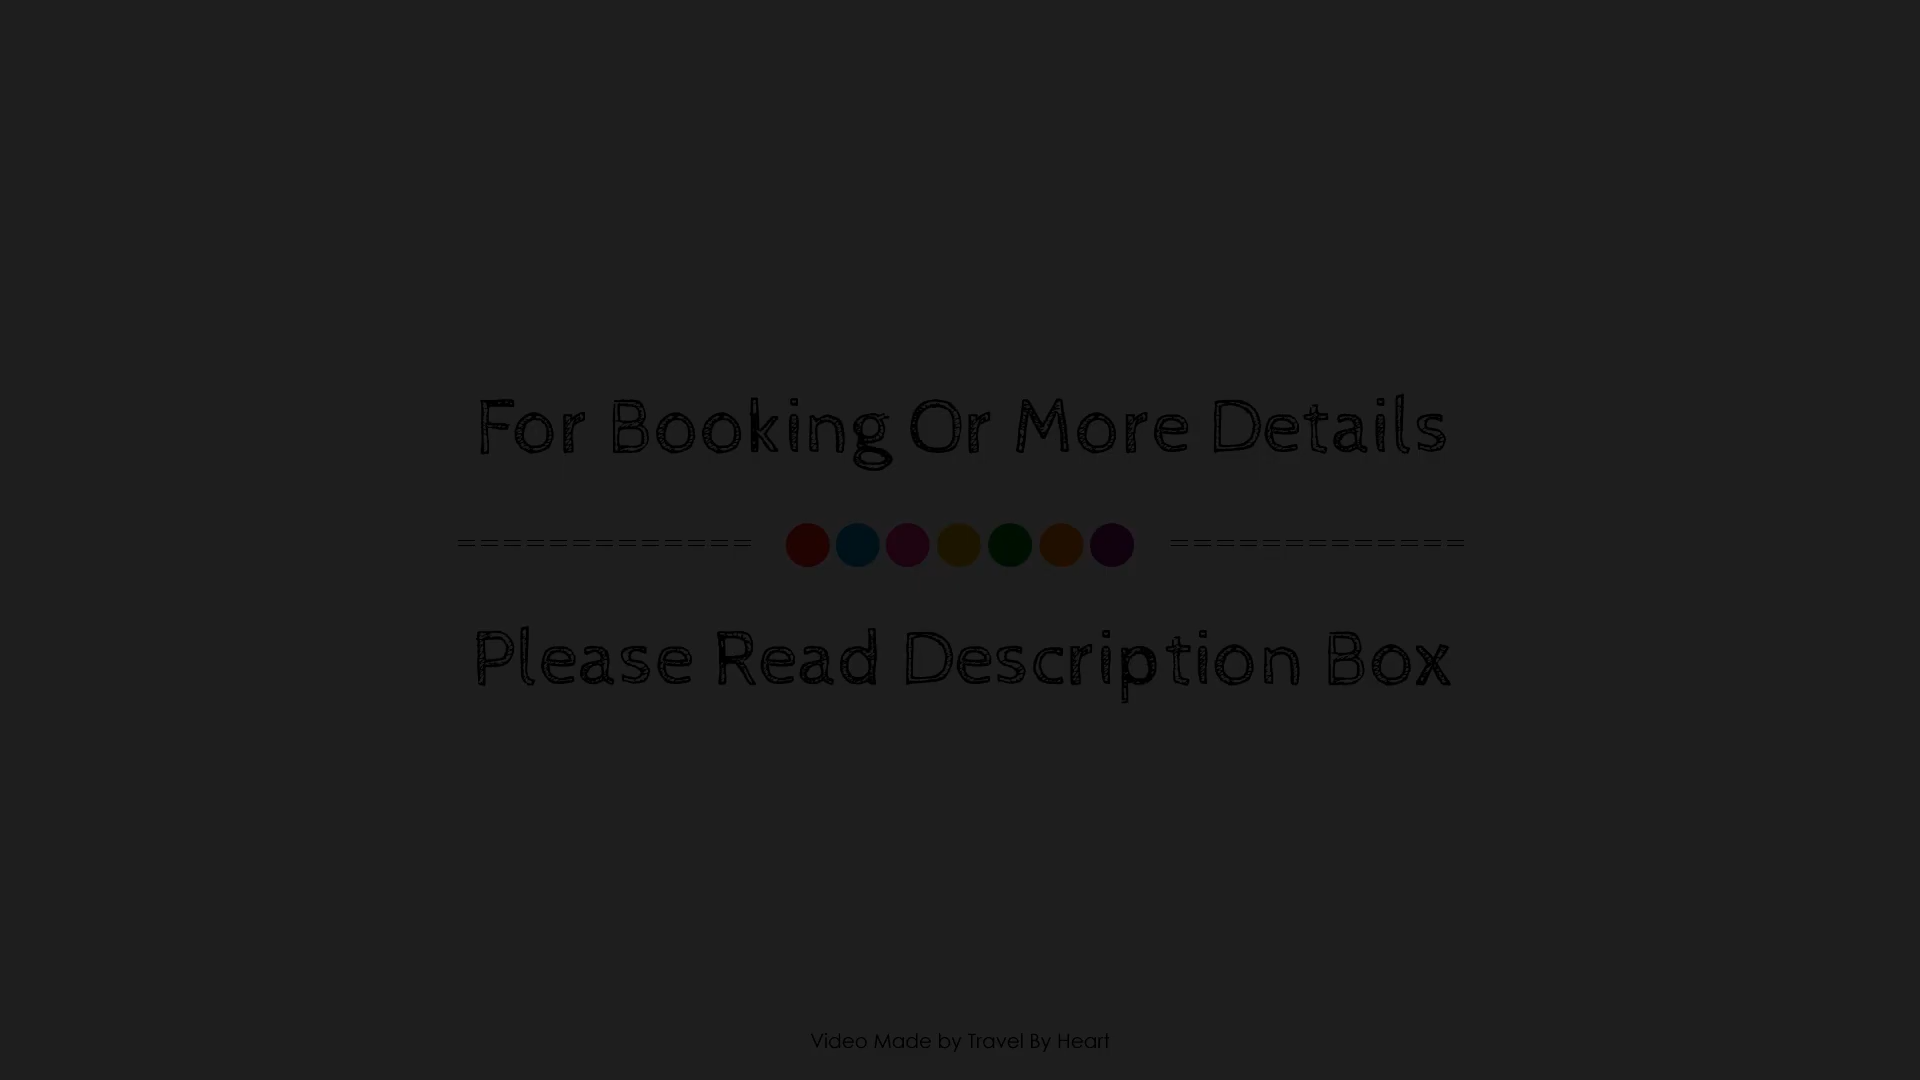 For Booking Or More Details
============= =============
Please Read Description Box
Video Made by Travel By Heart